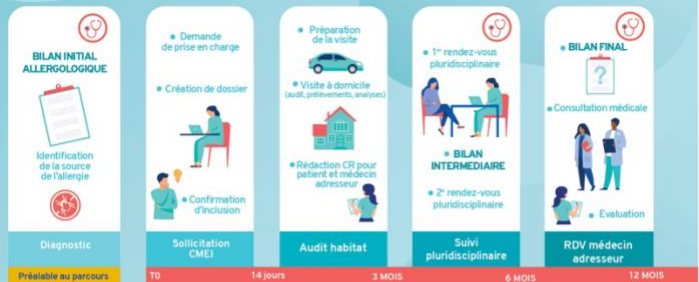 BILAN INITIAL
ALLERGOLOGIQUE
Identification
de la source
de l'allergie
Diagnostic
Préalable au parcours
Demande
de prise en charge
Création de dossier
Confirmation
d'inclusion
Sollicitation
CMEI
T0
14 jours
Préparation
de la visite
Visite à domicile
(audit, prélèvements, analyses)
Rédaction CR pour
patient et médecin
adresseur
Audit habitat
3 MOIS
1er rendez-vous
pluridisciplinaire
BILAN
INTERMEDIAIRE
2e rendez-vous
pluridisciplinaire
Suivi
pluridisciplinaire
6 MOIS
BILAN FINAL
?
Consultation médicale
Evaluation
RDV médecin
adresseur
12 MOIS